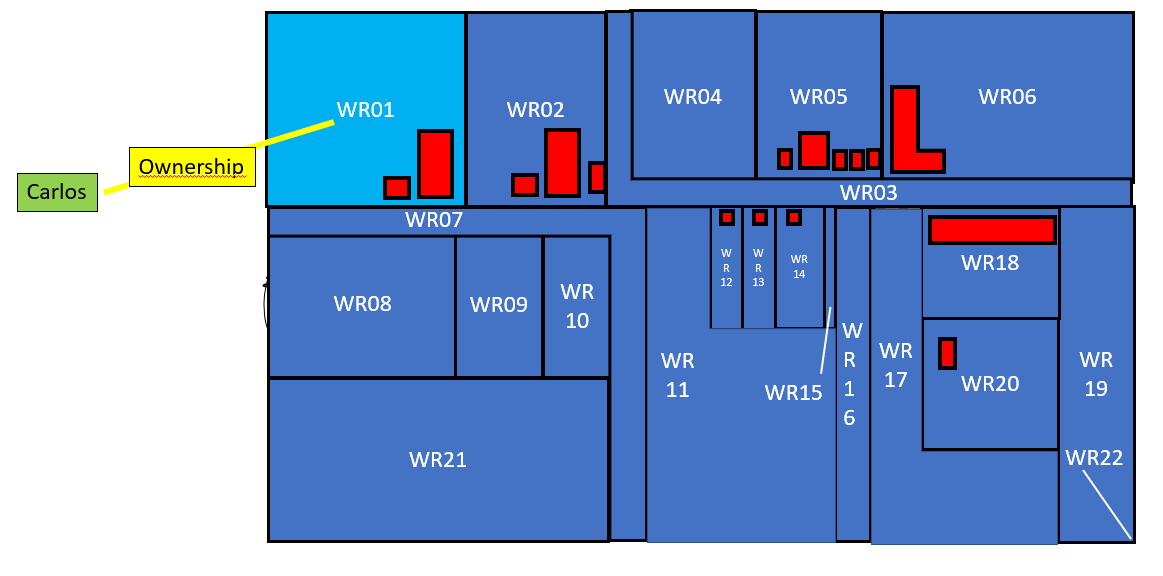 WR01
WR02
WR04
WR05
WR06
Ownership
Carlos
WR03
WR07
WR08
WR09
WR
10
WR
11
W
R
12
W
R
13
WR
14
WR15
W
R
1
6
WR
17
WR18
WR20
WR
19
WR21
WR22